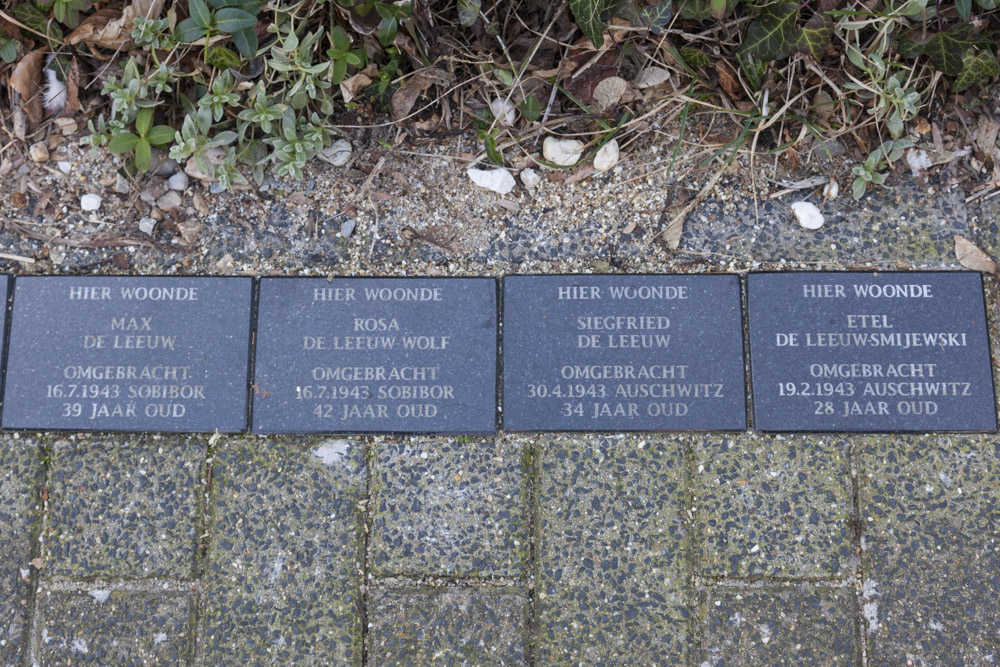 HIER WOONDE
MAX
DE LEEUW
OMGEBRACHT
16.7.1943 SOBIBOR
39 JAAR OUD
HIER WOONDE
ROSA
DE LEEUW-WOLF
OMGEBRACHT
16.7.1943 SOBIBOR
42 JAAR OUD
HIER WOONDE
SIEGFRIED
DE LEEUW
OMGEBRACHT
30.4.1943 AUSCHWITZ
34 JAAR OUD
HIER WOONDE
ETEL
DE LEEUW-SMIJEWSKI
OMGEBRACHT
19.2.1943 AUSCHWITZ
28 JAAR OUD